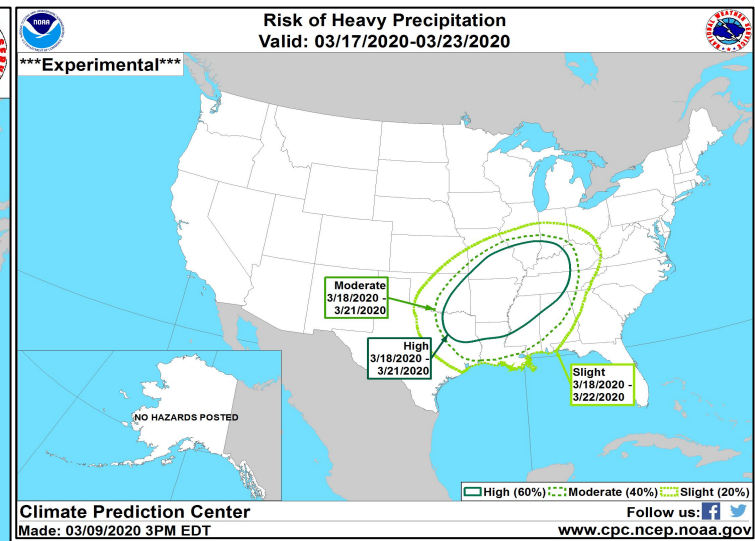 Risk of Heavy Precipitation
Valid: 03/17/2020-03/23/2020
NOAA
***Experimental***
Moderate
3/18/2020 -
3/21/2020
High
3/18/2020 -
3/21/2020
Slight
3/18/2020 -
3/22/2020
NO HAZARDS POSTED
High (60%) Moderate (40%) Slight (20%)
Climate Prediction Center
Follow us:
Made: 03/09/2020 3PM EDT
www.cpc.ncep.noaa.gov